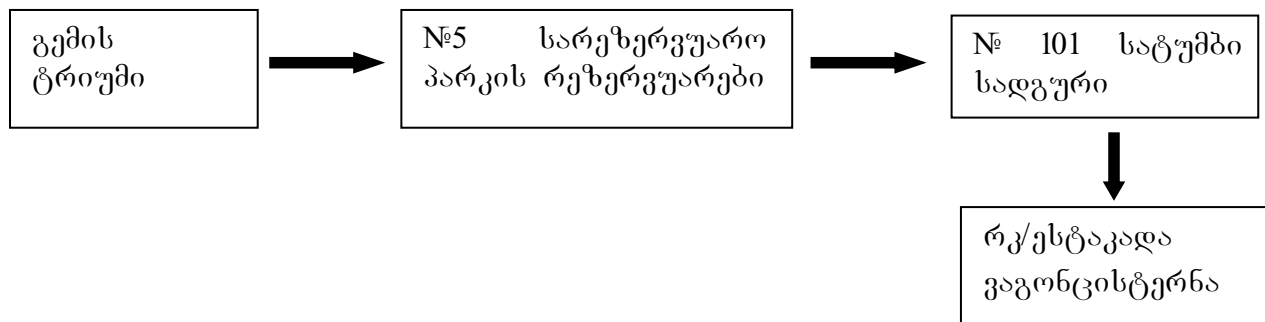 გემის
ტრიუმი
№5 სარეზერვუარო
პარკის რეზერვუარები
№ 101 სატუმბი
სადგური
რკ/ესტაკადა
ვაგონცისტერნა